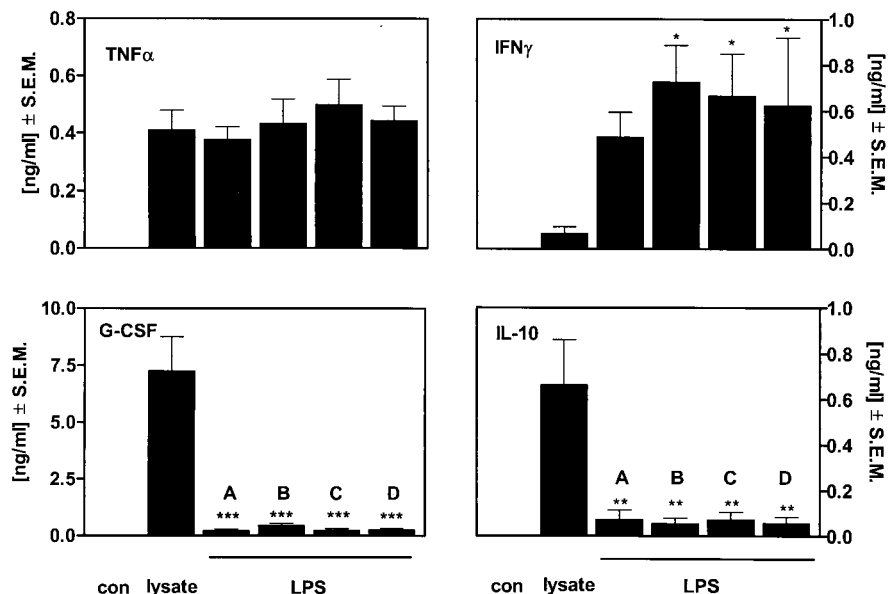 TNFα
[ng/ml] ± S.E.M.
0.8
0.6
0.4
0.2
0.0
IFNγ
* * *
1.0
0.8
0.6
0.4
0.2
0.0
[ng/ml] ± S.E.M.
G-CSF
[ng/ml] ± S.E.M.
10.0
7.5
5.0
2.5
0.0
A B C D
*** *** *** ***
con lysate LPS
IL-10
1.0
0.8
0.6
0.4
0.2
0.0
[ng/ml] ± S.E.M.
A B C D
** ** ** **
con lysate LPS